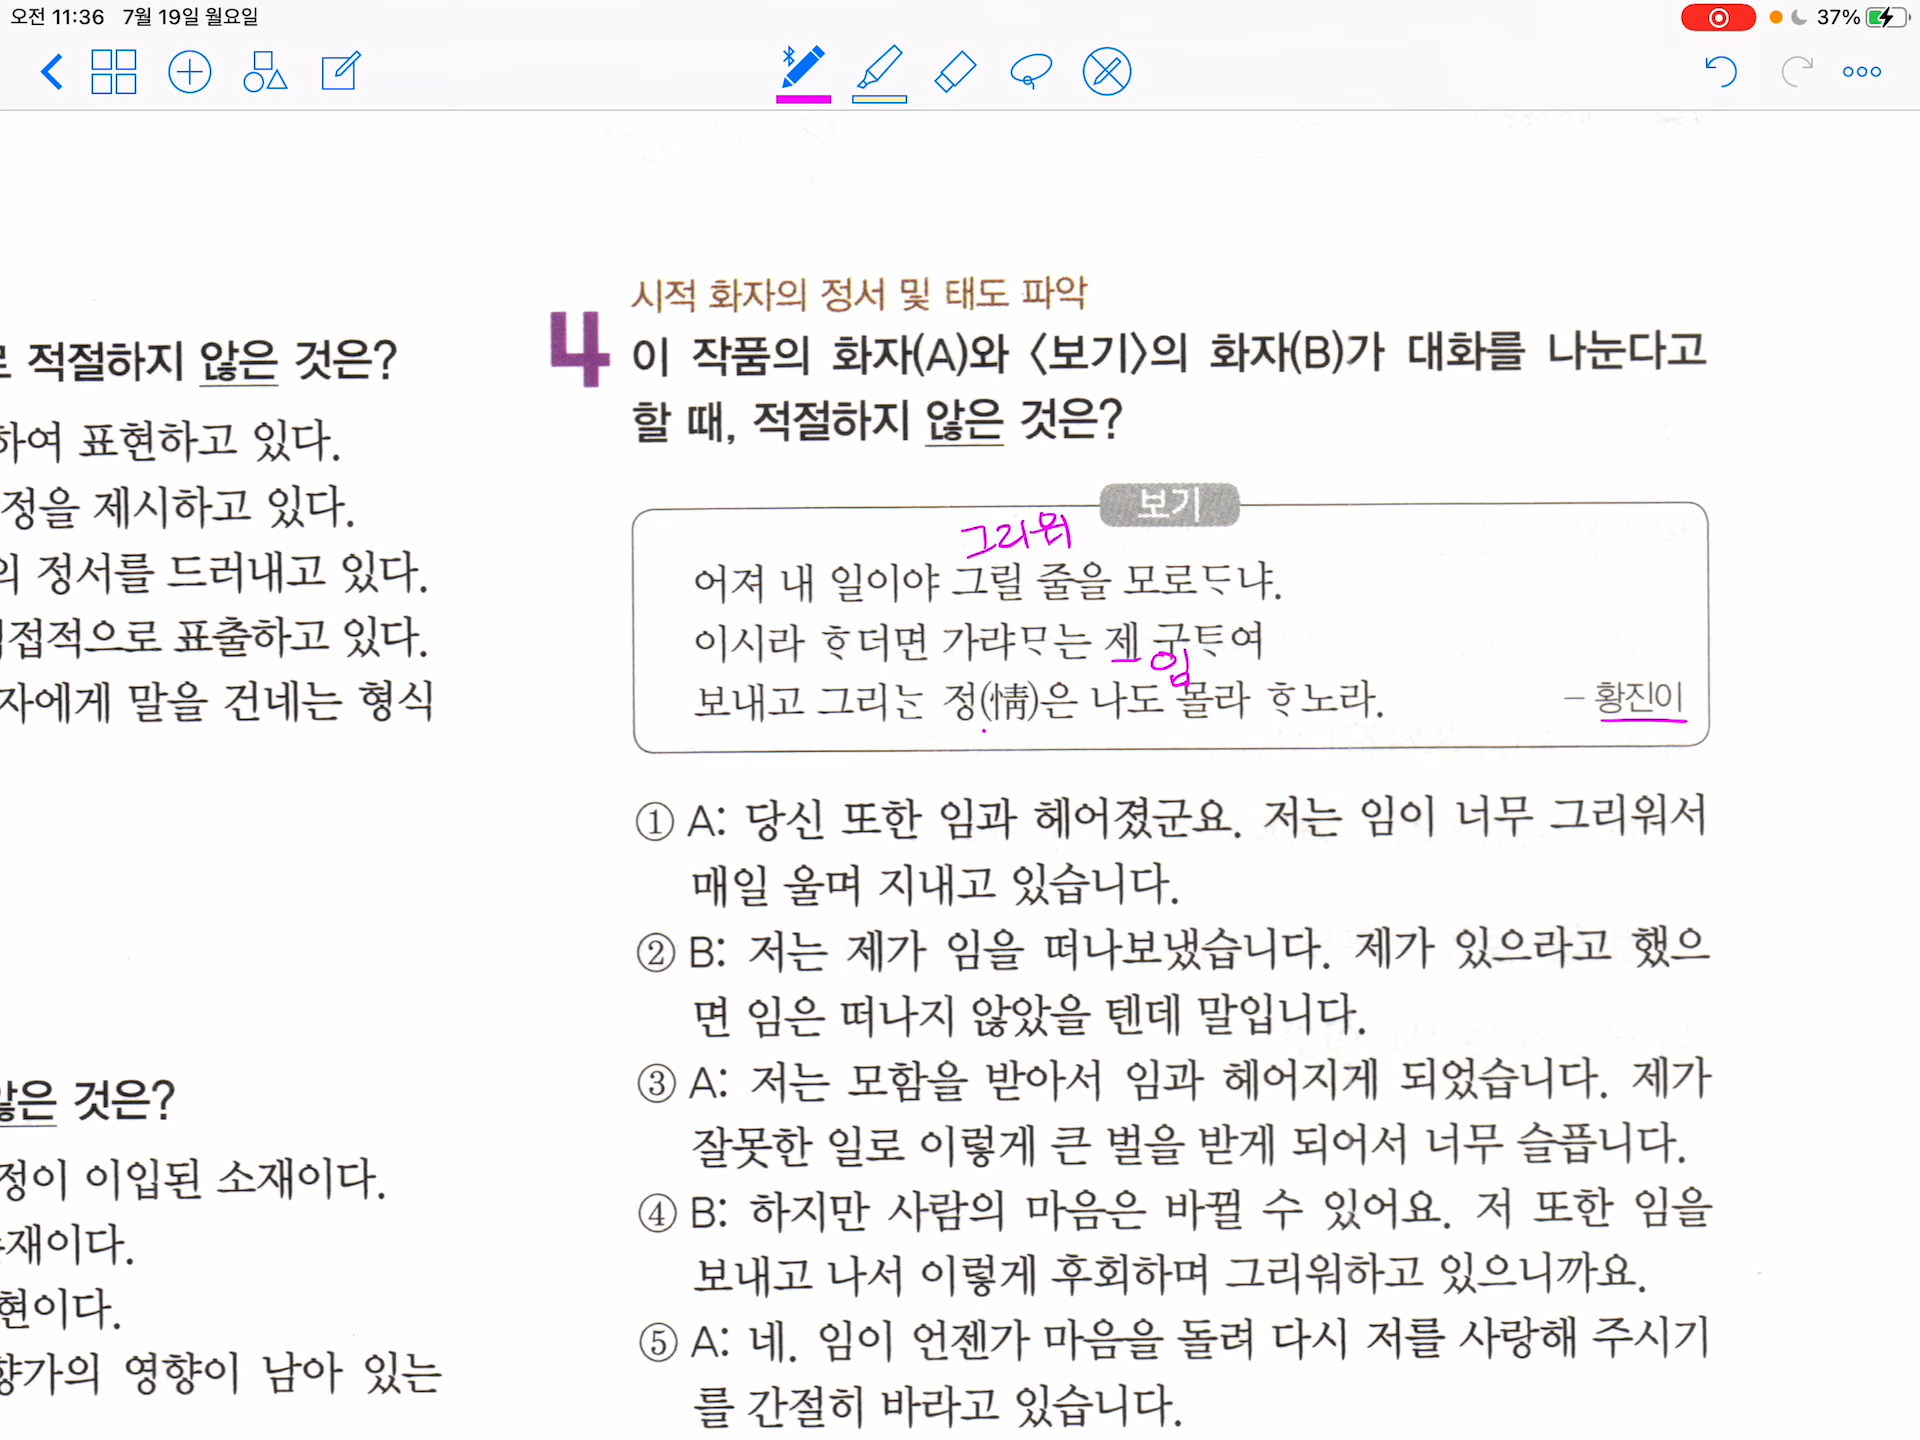 오전 11:36 7월 19일 월요일
37%
로 적절하지 않은 것은?
하여 표현하고 있다.
정을 제시하고 있다.
의 정서를 드러내고 있다.
접적으로 표출하고 있다.
자에게 말을 건네는 형식
않은 것은?
정이 이입된 소재이다.
재이다.
현이다.
향가의 영향이 남아 있는
시적 화자의 정서 및 태도 파악
4 이 작품의 화자(A)와 〈보기〉의 화자(B)가 대화를 나눈다고
할 때, 적절하지 않은 것은?
보기
그리워
어져 내 일이야 그릴 줄을 모로ᄃᆞ냐.
이시라 ᄒᆞ더면 가랴ᄆᆞ는 제 구ᄐᆞ여
임
보내고 그리ᄂᆞᆫ 정(情)은 나도 몰라 ᄒᆞ노라.
– 황진이
① A: 당신 또한 임과 헤어졌군요. 저는 임이 너무 그리워서
매일 울며 지내고 있습니다.
② B: 저는 제가 임을 떠나보냈습니다. 제가 있으라고 했으
면 임은 떠나지 않았을 텐데 말입니다.
③ A: 저는 모함을 받아서 임과 헤어지게 되었습니다. 제가
잘못한 일로 이렇게 큰 벌을 받게 되어서 너무 슬픕니다.
④ B: 하지만 사람의 마음은 바뀔 수 있어요. 저 또한 임을
보내고 나서 이렇게 후회하며 그리워하고 있으니까요.
⑤ A: 네. 임이 언젠가 마음을 돌려 다시 저를 사랑해 주시기
를 간절히 바라고 있습니다.